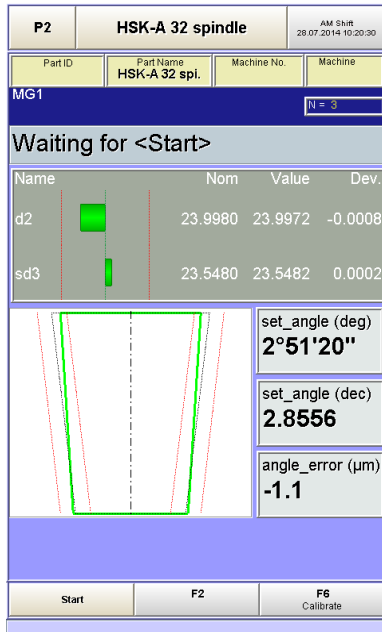 P2
HSK-A 32 spindle
AM Shift
28.07.2014 10:20:30
Part ID
Part Name
HSK-A 32 spi.
Machine No.
Machine
MG1
N = 3
Waiting for <Start>
Name Nom Value Dev.
d2 23.9980 23.9972 -0.0008
sd3 23.5480 23.5482 0.0002
set_angle (deg)
2°51'20"
set_angle (dec)
2.8556
angle_error (µm)
-1.1
Start
F2
F6
Calibrate